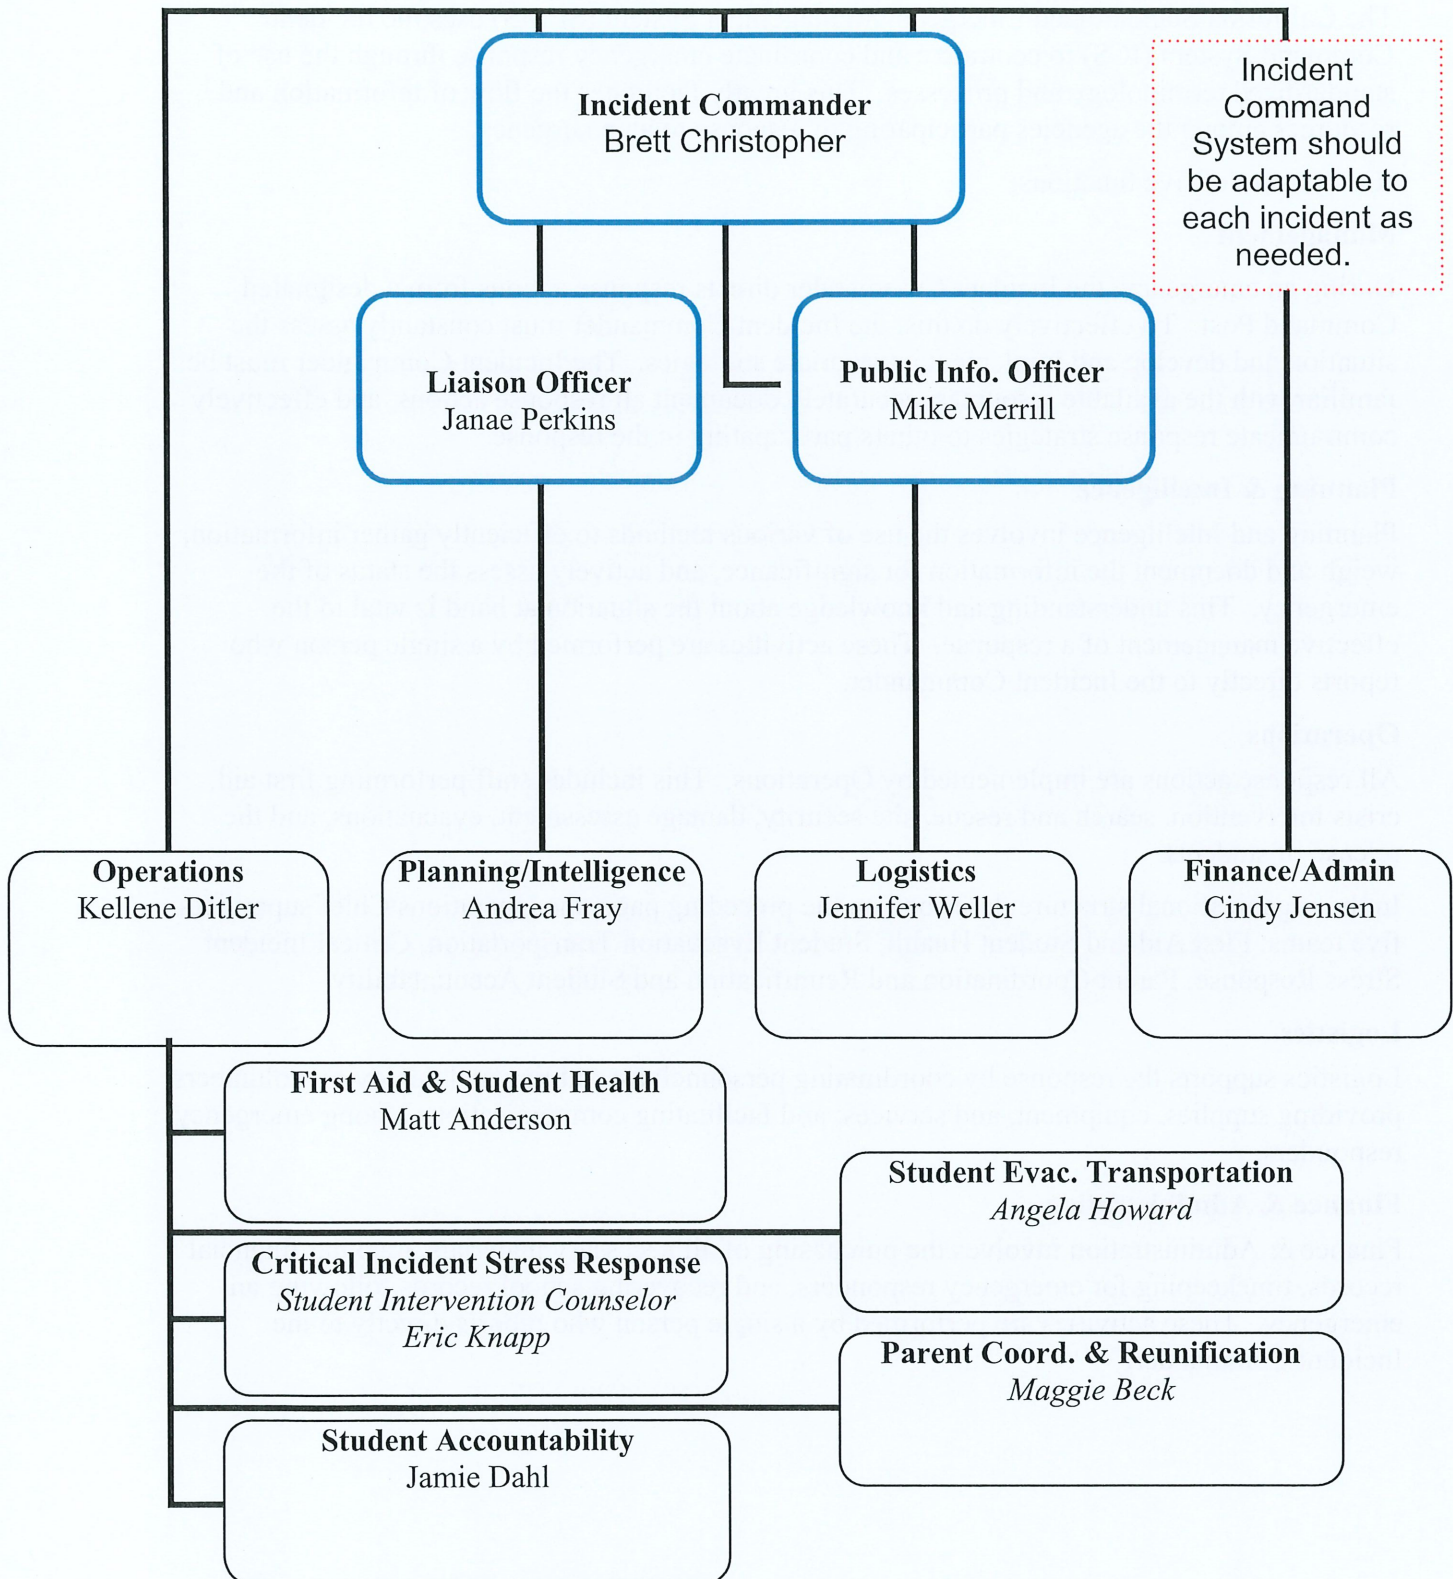 Incident Commander
Brett Christopher
Incident
Command
System should
be adaptable to
each incident as
needed.
Liaison Officer
Janae Perkins
Public Info. Officer
Mike Merrill
Operations
Kellene Ditler
Planning/Intelligence
Andrea Fray
Logistics
Jennifer Weller
Finance/Admin
Cindy Jensen
First Aid & Student Health
Matt Anderson
Student Evac. Transportation
Angela Howard
Critical Incident Stress Response
Student Intervention Counselor
Eric Knapp
Parent Coord. & Reunification
Maggie Beck
Student Accountability
Jamie Dahl